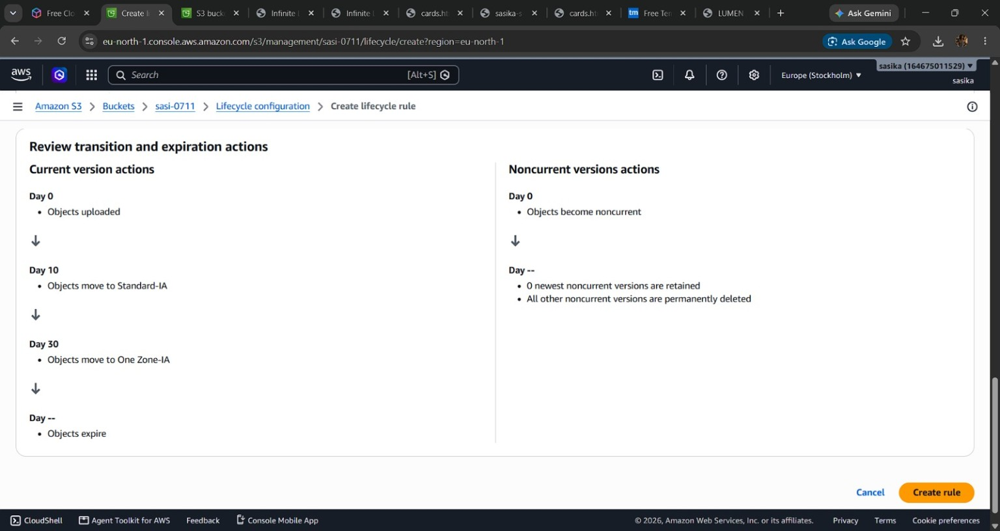 Free Clo
Create li
S3 buck
Infinite L
Infinite L
cards.ht
sasika-s
cards.ht
tm
Free Ten
LUMEN
Ask Gemini
eu-north-1.console.aws.amazon.com/s3/management/sasi-0711/lifecycle/create?region=eu-north-1
Ask Google
aws
Search
[Alt+S]
Europe (Stockholm) ▼
sasika (164675011529) ▼
sasika
Amazon S3 > Buckets > sasi-0711 > Lifecycle configuration > Create lifecycle rule
Review transition and expiration actions
Current version actions
Day 0
• Objects uploaded
↓
Day 10
• Objects move to Standard-IA
↓
Day 30
• Objects move to One Zone-IA
↓
Day --
• Objects expire
Noncurrent versions actions
Day 0
• Objects become noncurrent
↓
Day --
• 0 newest noncurrent versions are retained
• All other noncurrent versions are permanently deleted
Cancel
Create rule
CloudShell
Agent Toolkit for AWS
Feedback
Console Mobile App
© 2026, Amazon Web Services, Inc. or its affiliates.
Privacy
Terms
Cookie preferences